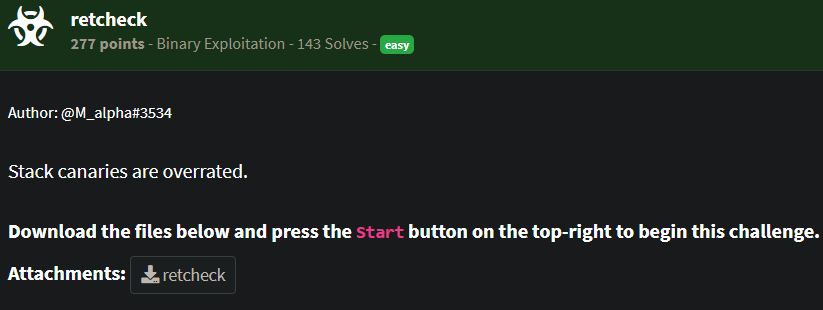 retcheck
277 points - Binary Exploitation - 143 Solves - easy
Author: @M_alpha#3534
Stack canaries are overrated.
Download the files below and press the Start button on the top-right to begin this challenge.
Attachments: retcheck